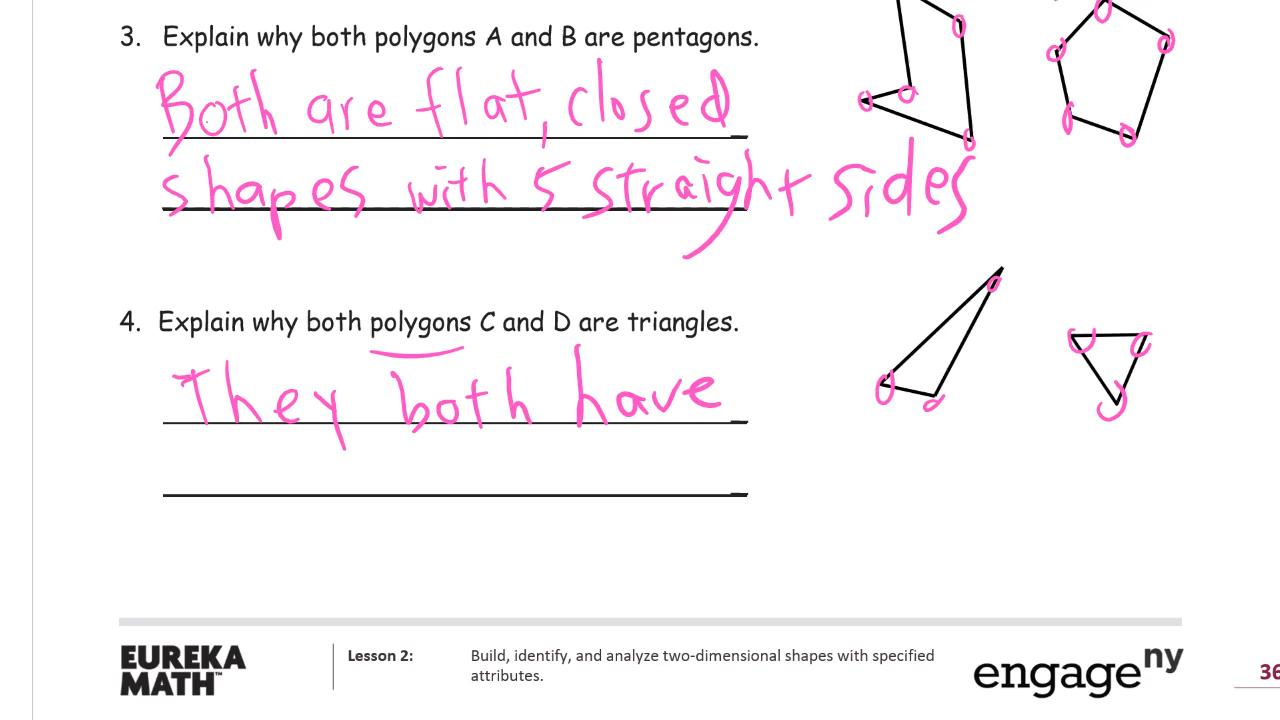 3. Explain why both polygons A and B are pentagons.
Both are flat, closed
shapes with 5 straight sides
4. Explain why both polygons C and D are triangles.
They both have
EUREKA
MATH™
Lesson 2:
Build, identify, and analyze two-dimensional shapes with specified
attributes.
engage ny
36